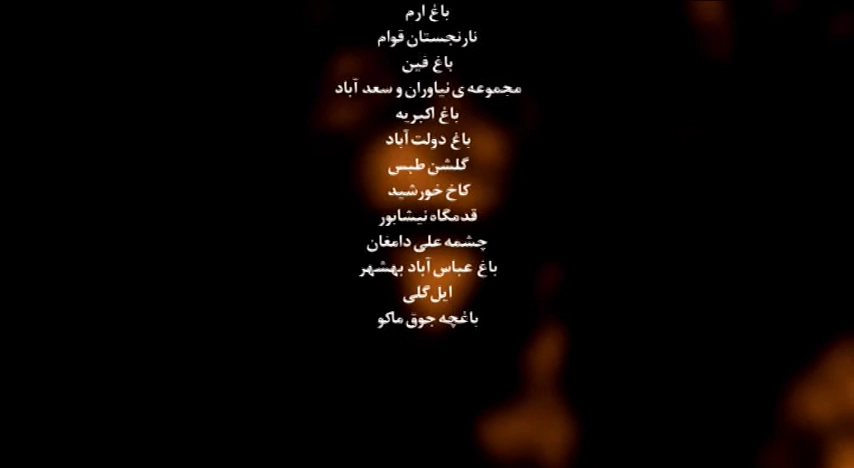 باغ ارم
نارنجستان قوام
باغ فین
مجموعه ی نیاوران و سعد آباد
باغ اکبریه
باغ دولت آباد
گلشن طبس
کاخ خورشید
قدمگاه نیشابور
چشمه علی دامغان
باغ عباس آباد بهشهر
ایل گلی
باغچه جوق ماکو